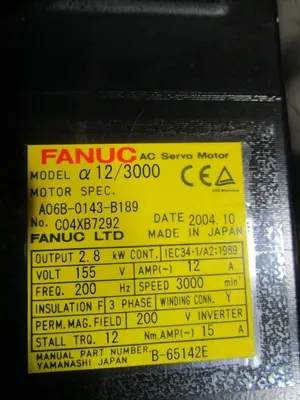 FANUC AC Servo Motor
MODEL α 12/3000
MOTOR SPEC.
A06B-0143-B189
No. C04XB7292 DATE 2004.10
FANUC LTD MADE IN JAPAN
OUTPUT 2.8 kW CONT. IEC34-1/A2:1989
VOLT 155 V AMP(~) 12 A
FREQ. 200 Hz SPEED 3000 min⁻¹
INSULATION F 3 PHASE WINDING CONN. Y
PERM.MAG.FIELD 200 V INVERTER
STALL TRQ. 12 Nm,AMP(~) 15 A
MANUAL PART NUMBER B-65142E
YAMANASHI JAPAN